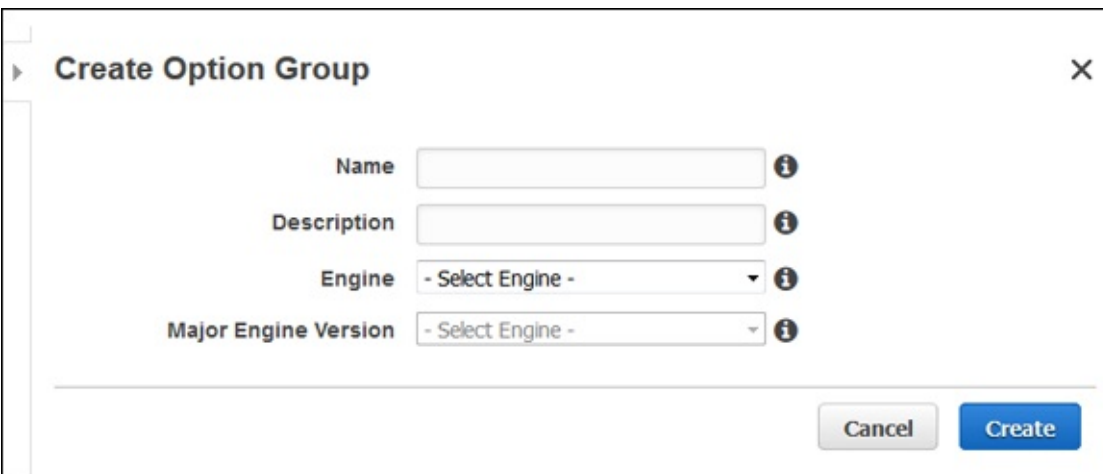 Create Option Group
Name
Description
Engine - Select Engine -
Major Engine Version - Select Engine -
Cancel Create